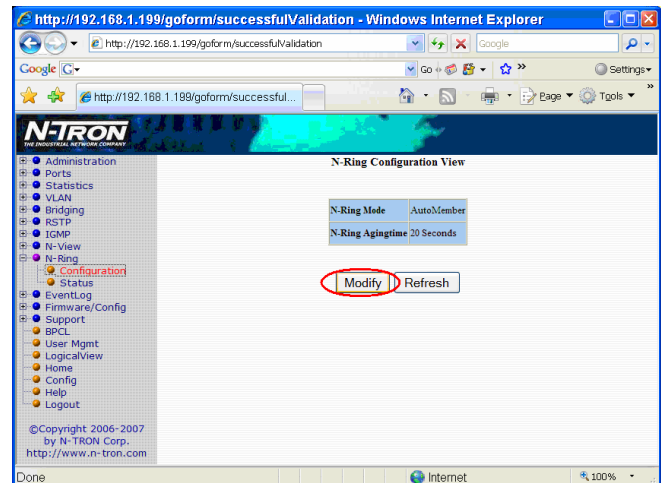 http://192.168.1.199/goform/successfulValidation - Windows Internet Explorer
http://192.168.1.199/goform/successfulValidation
Google
Google G
Go
Settings
http://192.168.1.199/goform/successful...
Page
Tools
N-TRON
THE INDUSTRIAL NETWORK COMPANY
Administration
Ports
Statistics
VLAN
Bridging
RSTP
IGMP
N-View
N-Ring
Configuration
Status
EventLog
Firmware/Config
Support
BPCL
User Mgmt
LogicalView
Home
Config
Help
Logout
©Copyright 2006-2007
by N-TRON Corp.
http://www.n-tron.com
N-Ring Configuration View
N-Ring Mode AutoMember
N-Ring Agingtime 20 Seconds
Modify Refresh
Done
Internet
100%